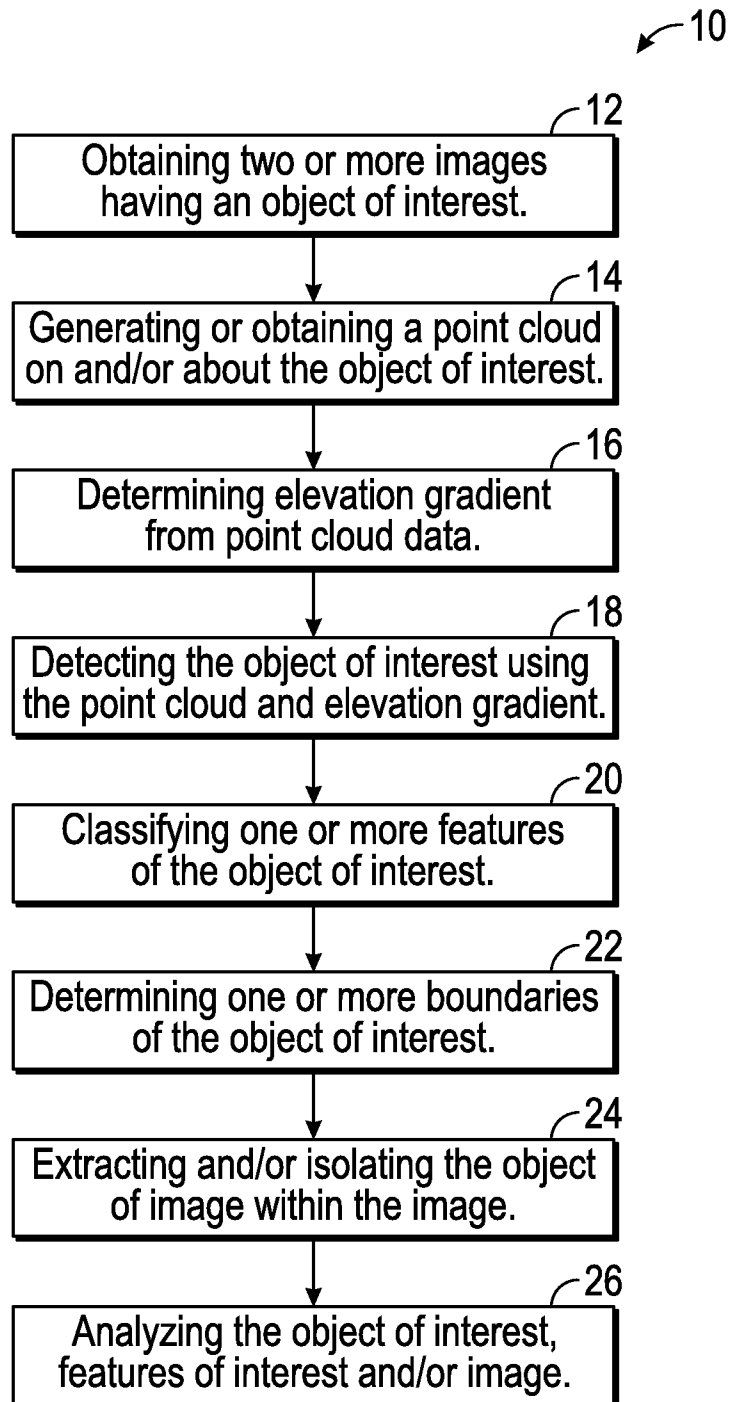 10
12
Obtaining two or more images
having an object of interest.
14
Generating or obtaining a point cloud
on and/or about the object of interest.
16
Determining elevation gradient
from point cloud data.
18
Detecting the object of interest using
the point cloud and elevation gradient.
20
Classifying one or more features
of the object of interest.
22
Determining one or more boundaries
of the object of interest.
24
Extracting and/or isolating the object
of image within the image.
26
Analyzing the object of interest,
features of interest and/or image.